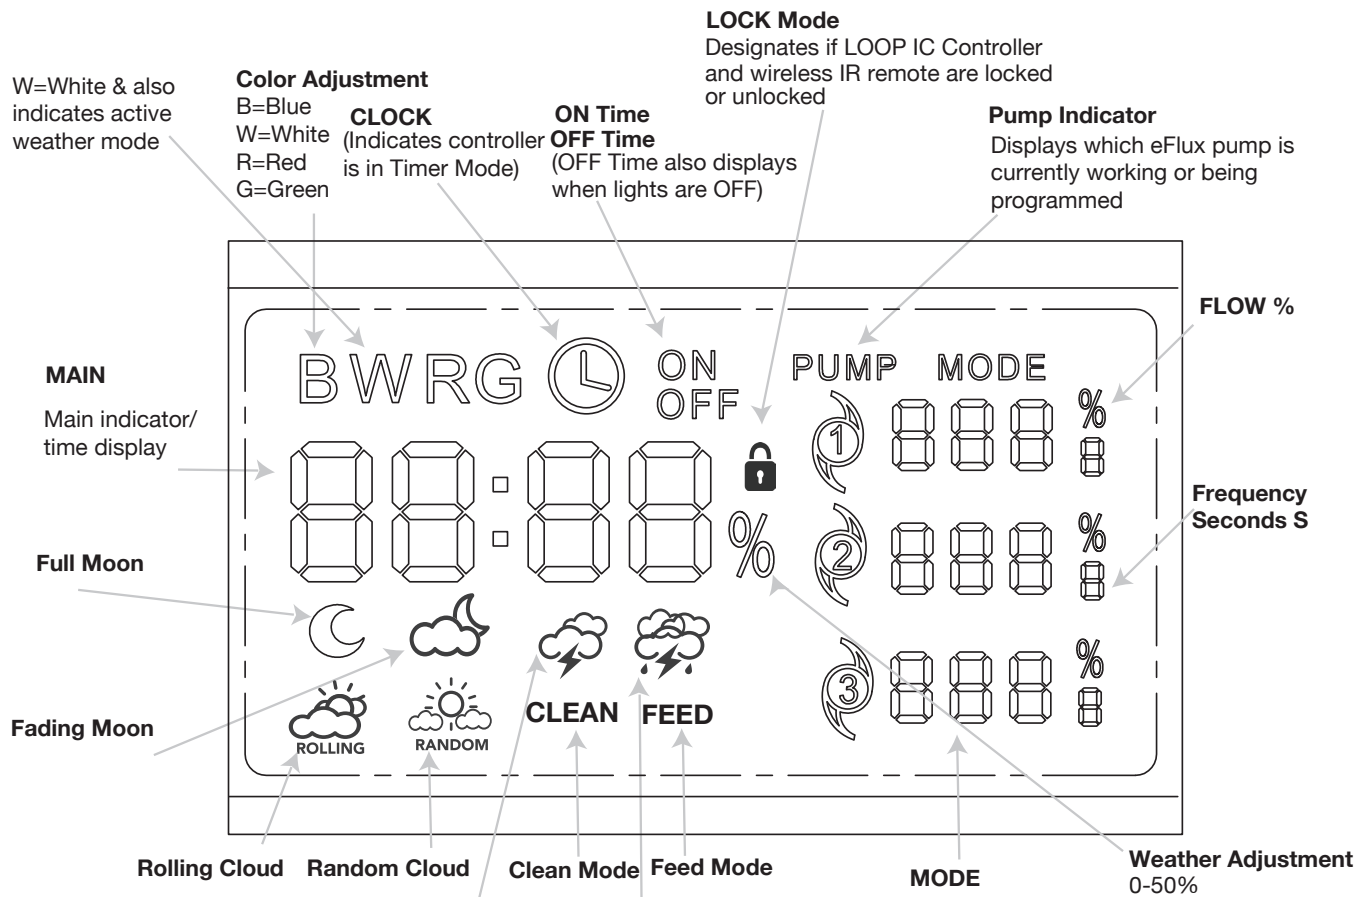 LOCK Mode
Designates if LOOP IC Controller
and wireless IR remote are locked
or unlocked
W=White & also
indicates active
weather mode
Color Adjustment
B=Blue
W=White
R=Red
G=Green
CLOCK
(Indicates controller
is in Timer Mode)
ON Time
OFF Time
(OFF Time also displays
when lights are OFF)
Pump Indicator
Displays which eFlux pump is
currently working or being
programmed
FLOW %
MAIN
Main indicator/
time display
B W R G
ON
OFF
PUMP MODE
1 888 %
8
88:88
%
2 888 %
8
Frequency
Seconds S
Full Moon
3 888 %
8
Fading Moon
ROLLING
RANDOM
CLEAN
FEED
Rolling Cloud
Random Cloud
Clean Mode
Feed Mode
MODE
Weather Adjustment
0-50%